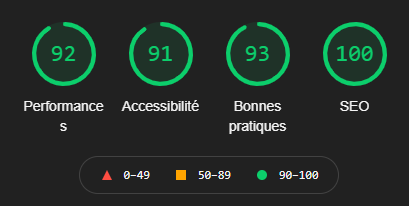 92 91 93 100
Performance Accessibilité Bonnes SEO
s pratiques
0–49 50–89 90–100